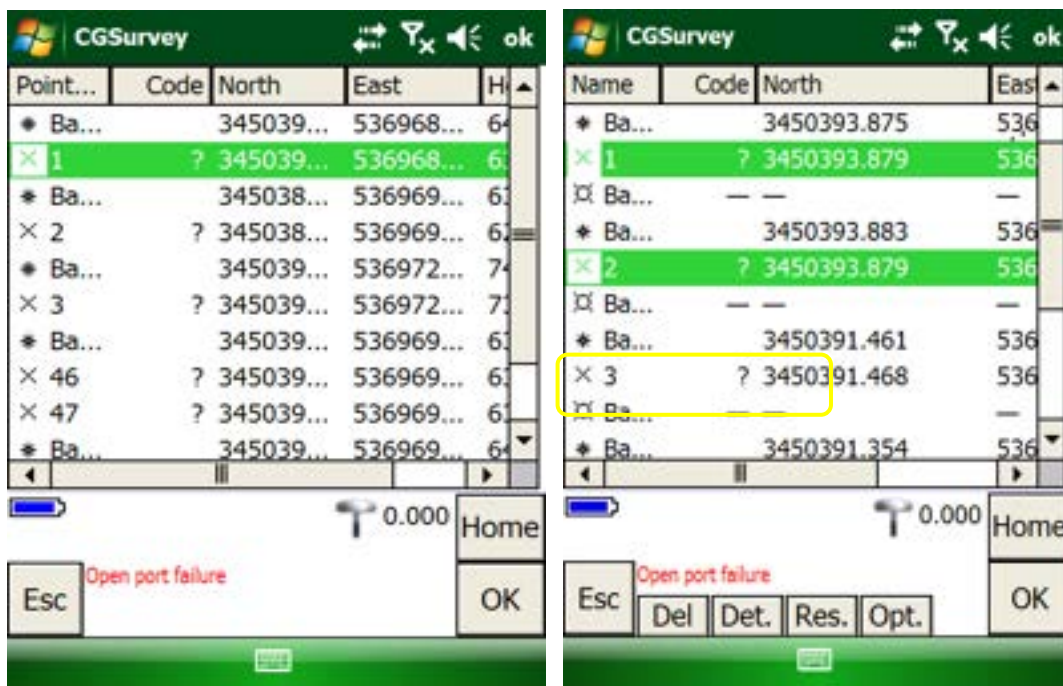 CGSurvey ok
Point... Code North East
Ba... 345039... 536968...
1 ? 345039... 536968...
Ba... 345038... 536969...
2 ? 345038... 536969...
Ba... 345039... 536972...
3 ? 345039... 536972...
Ba... 345039... 536969...
46 ? 345039... 536969...
47 ? 345039... 536969...
Ba... 345039... 536969...
0.000 Home
Open port failure
Esc OK
CGSurvey ok
Name Code North East
Ba... 3450393.875 536
1 ? 3450393.879 536
Ba... — — —
Ba... 3450393.883 536
2 ? 3450393.879 536
Ba... — — —
Ba... 3450391.461 536
3 ? 3450391.468 536
Ba... — — —
Ba... 3450391.354 536
0.000 Home
Open port failure
Esc Del Det. Res. Opt. OK